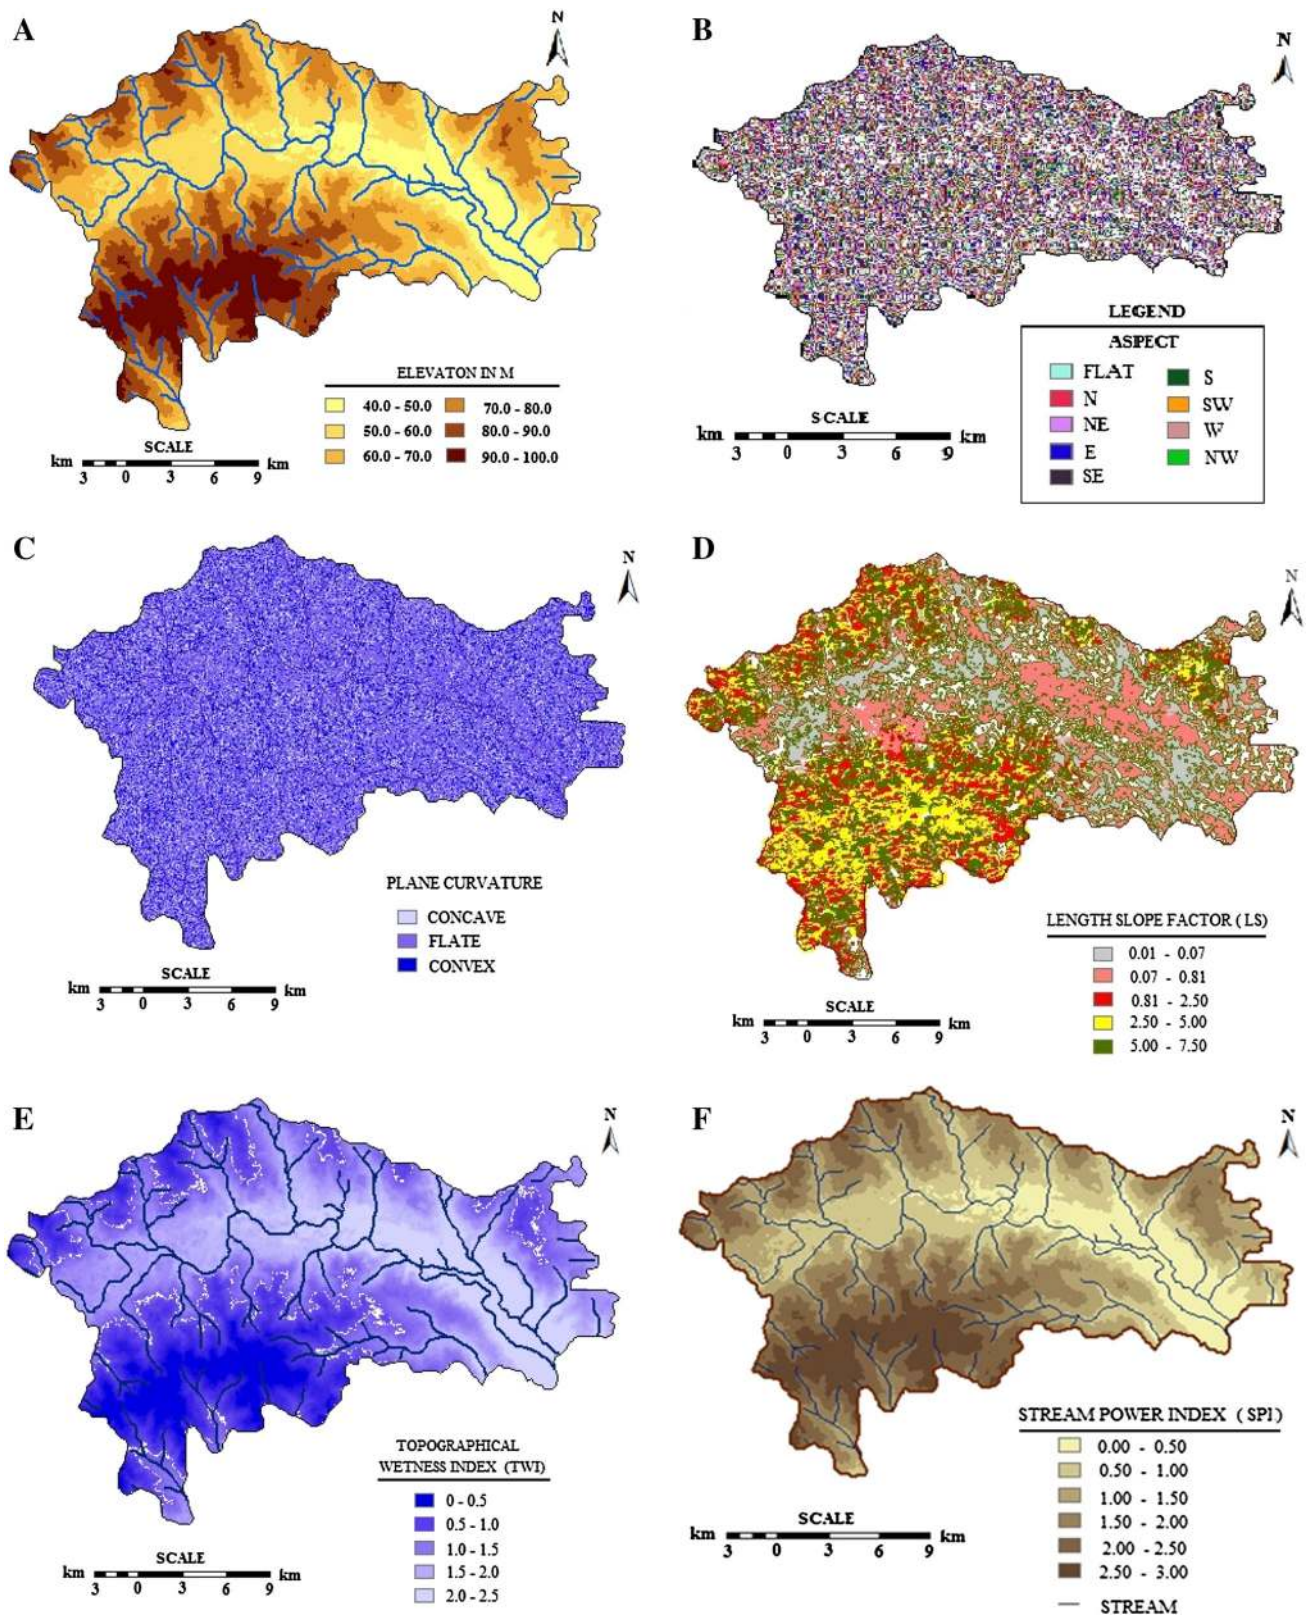 A
N
ELEVATON IN M
40.0 - 50.0 70.0 - 80.0
50.0 - 60.0 80.0 - 90.0
60.0 - 70.0 90.0 - 100.0
SCALE
km km
3 0 3 6 9
B
N
LEGEND
ASPECT
FLAT S
N SW
NE W
E NW
SE
SCALE
km km
3 0 3 6 9
C
N
PLANE CURVATURE
CONCAVE
FLATE
CONVEX
SCALE
km km
3 0 3 6 9
D
N
LENGTH SLOPE FACTOR ( LS)
0.01 - 0.07
0.07 - 0.81
0.81 - 2.50
2.50 - 5.00
5.00 - 7.50
SCALE
km km
3 0 3 6 9
E
N
TOPOGRAPHICAL
WETNESS INDEX (TWI)
0 - 0.5
0.5 - 1.0
1.0 - 1.5
1.5 - 2.0
2.0 - 2.5
SCALE
km km
3 0 3 6 9
F
N
STREAM POWER INDEX ( SPI )
0.00 - 0.50
0.50 - 1.00
1.00 - 1.50
1.50 - 2.00
2.00 - 2.50
2.50 - 3.00
STREAM
SCALE
km km
3 0 3 6 9